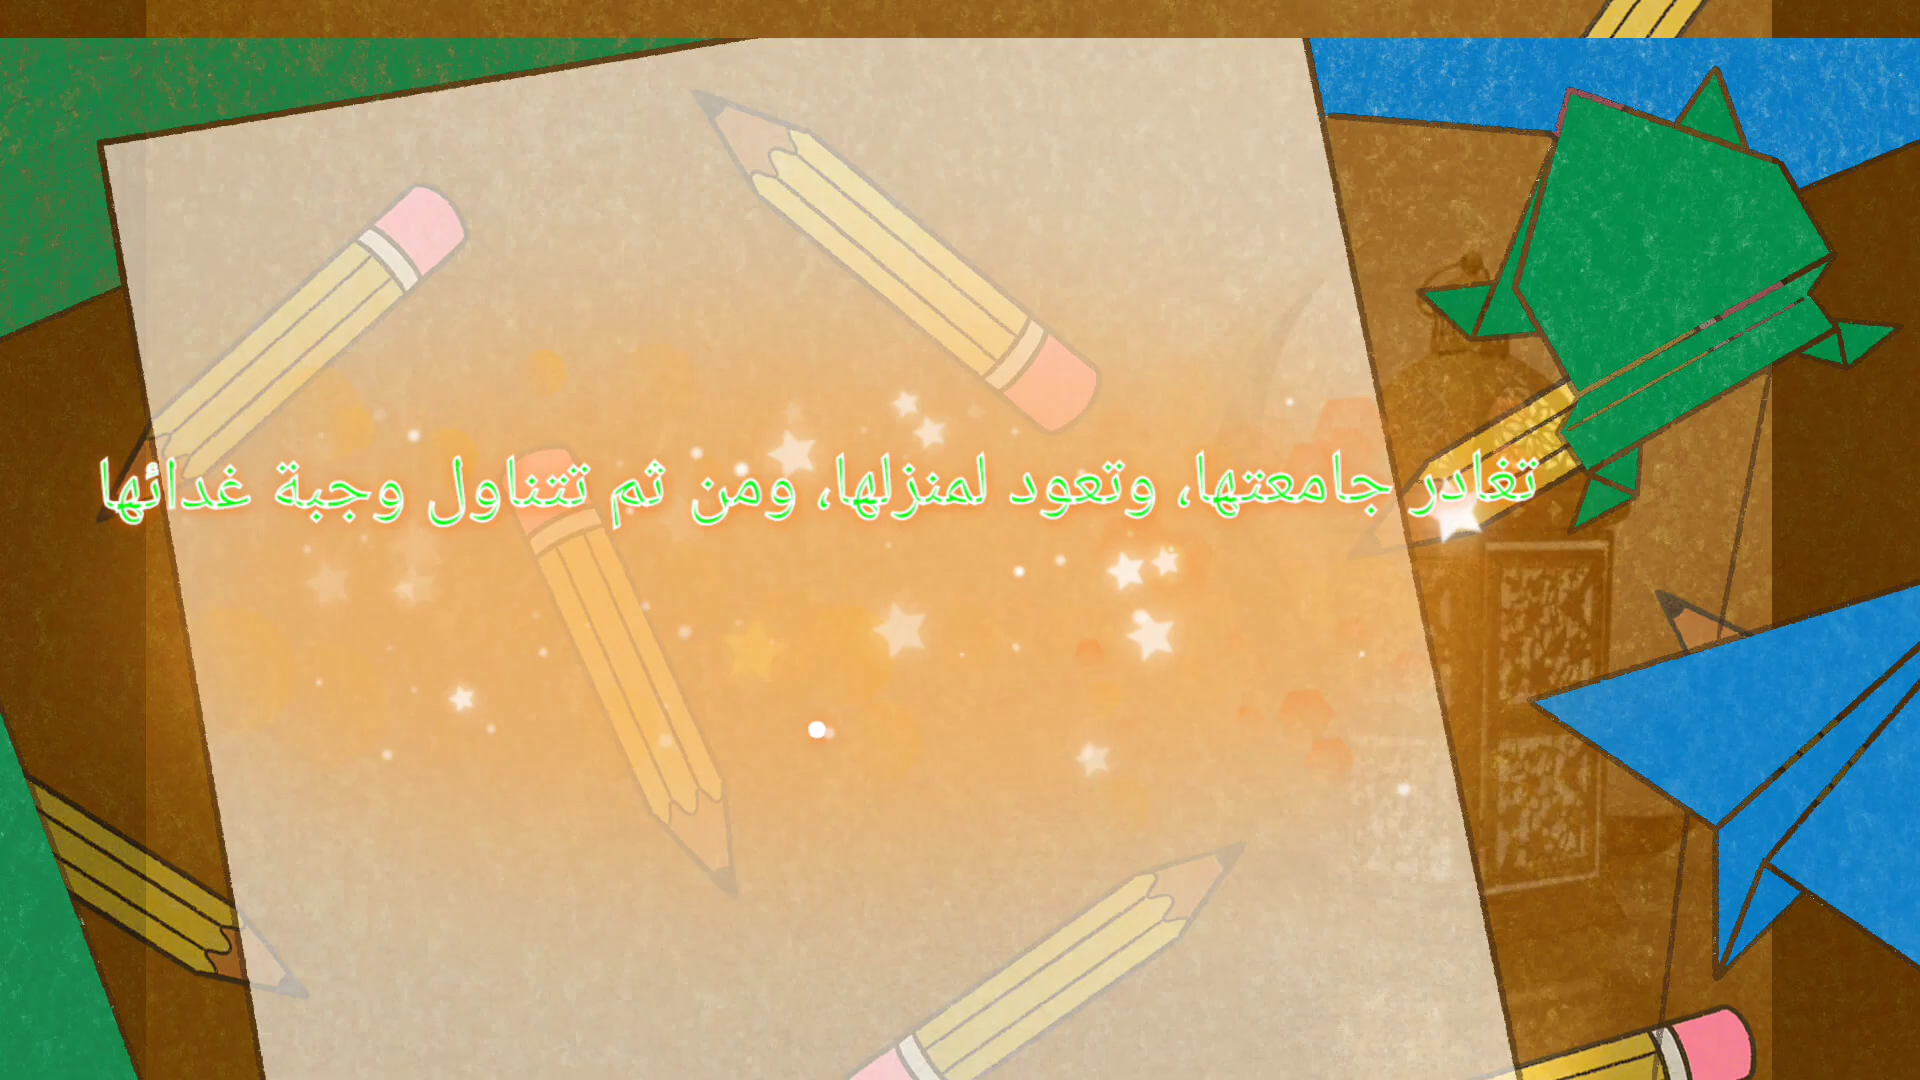 تغادر جامعتها، وتعود لمنزلها، ومن ثم تتناول وجبة غدائها